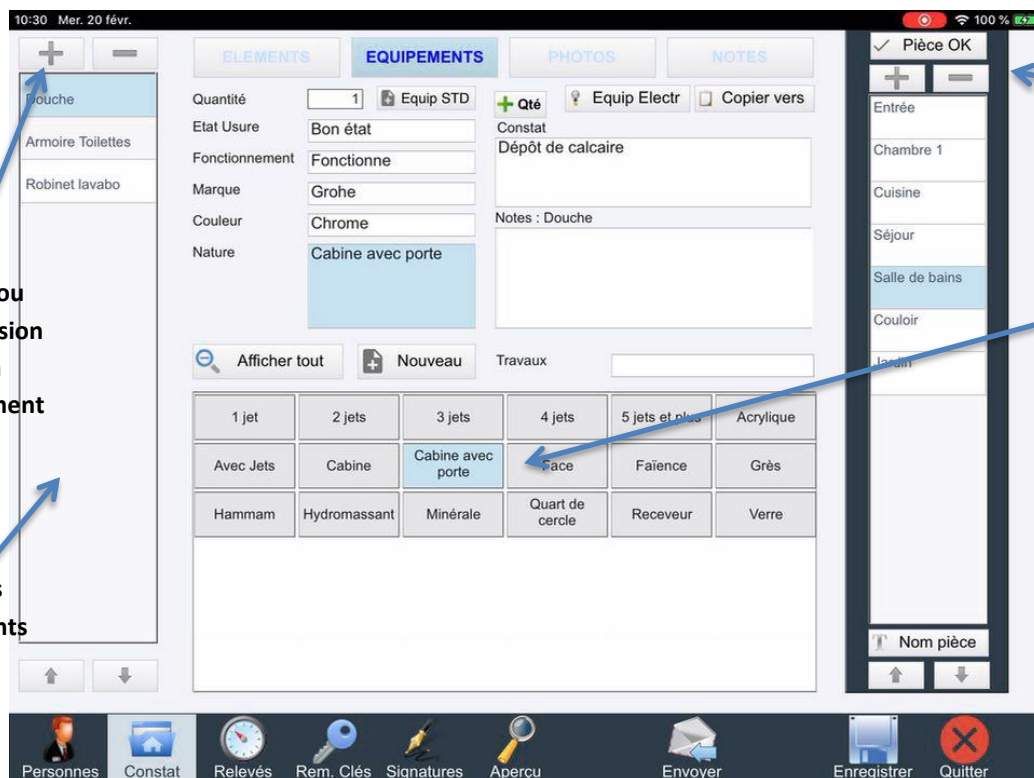 10:30 Mer. 20 févr.
100 %
ELEMENTS EQUIPEMENTS PHOTOS NOTES
Pièce OK
Douche
Armoire Toilettes
Robinet lavabo
Quantité 1 Equip STD Qté Equip Electr Copier vers
Etat Usure Bon état
Fonctionnement Fonctionne
Marque Grohe
Couleur Chrome
Nature Cabine avec porte
Constat
Dépôt de calcaire
Notes : Douche
Afficher tout Nouveau Travaux
1 jet 2 jets 3 jets 4 jets 5 jets et plus Acrylique
Avec Jets Cabine Cabine avec porte Face Faïence Grès
Hammam Hydromassant Minérale Quart de cercle Receveur Verre
Entrée
Chambre 1
Cuisine
Séjour
Salle de bains
Couloir
Jardin
Nom pièce
ou
sion
ment
s
nts
Personnes Constat Relevés Rem. Clés Signatures Aperçu Envoyer Enregistrer Quitter